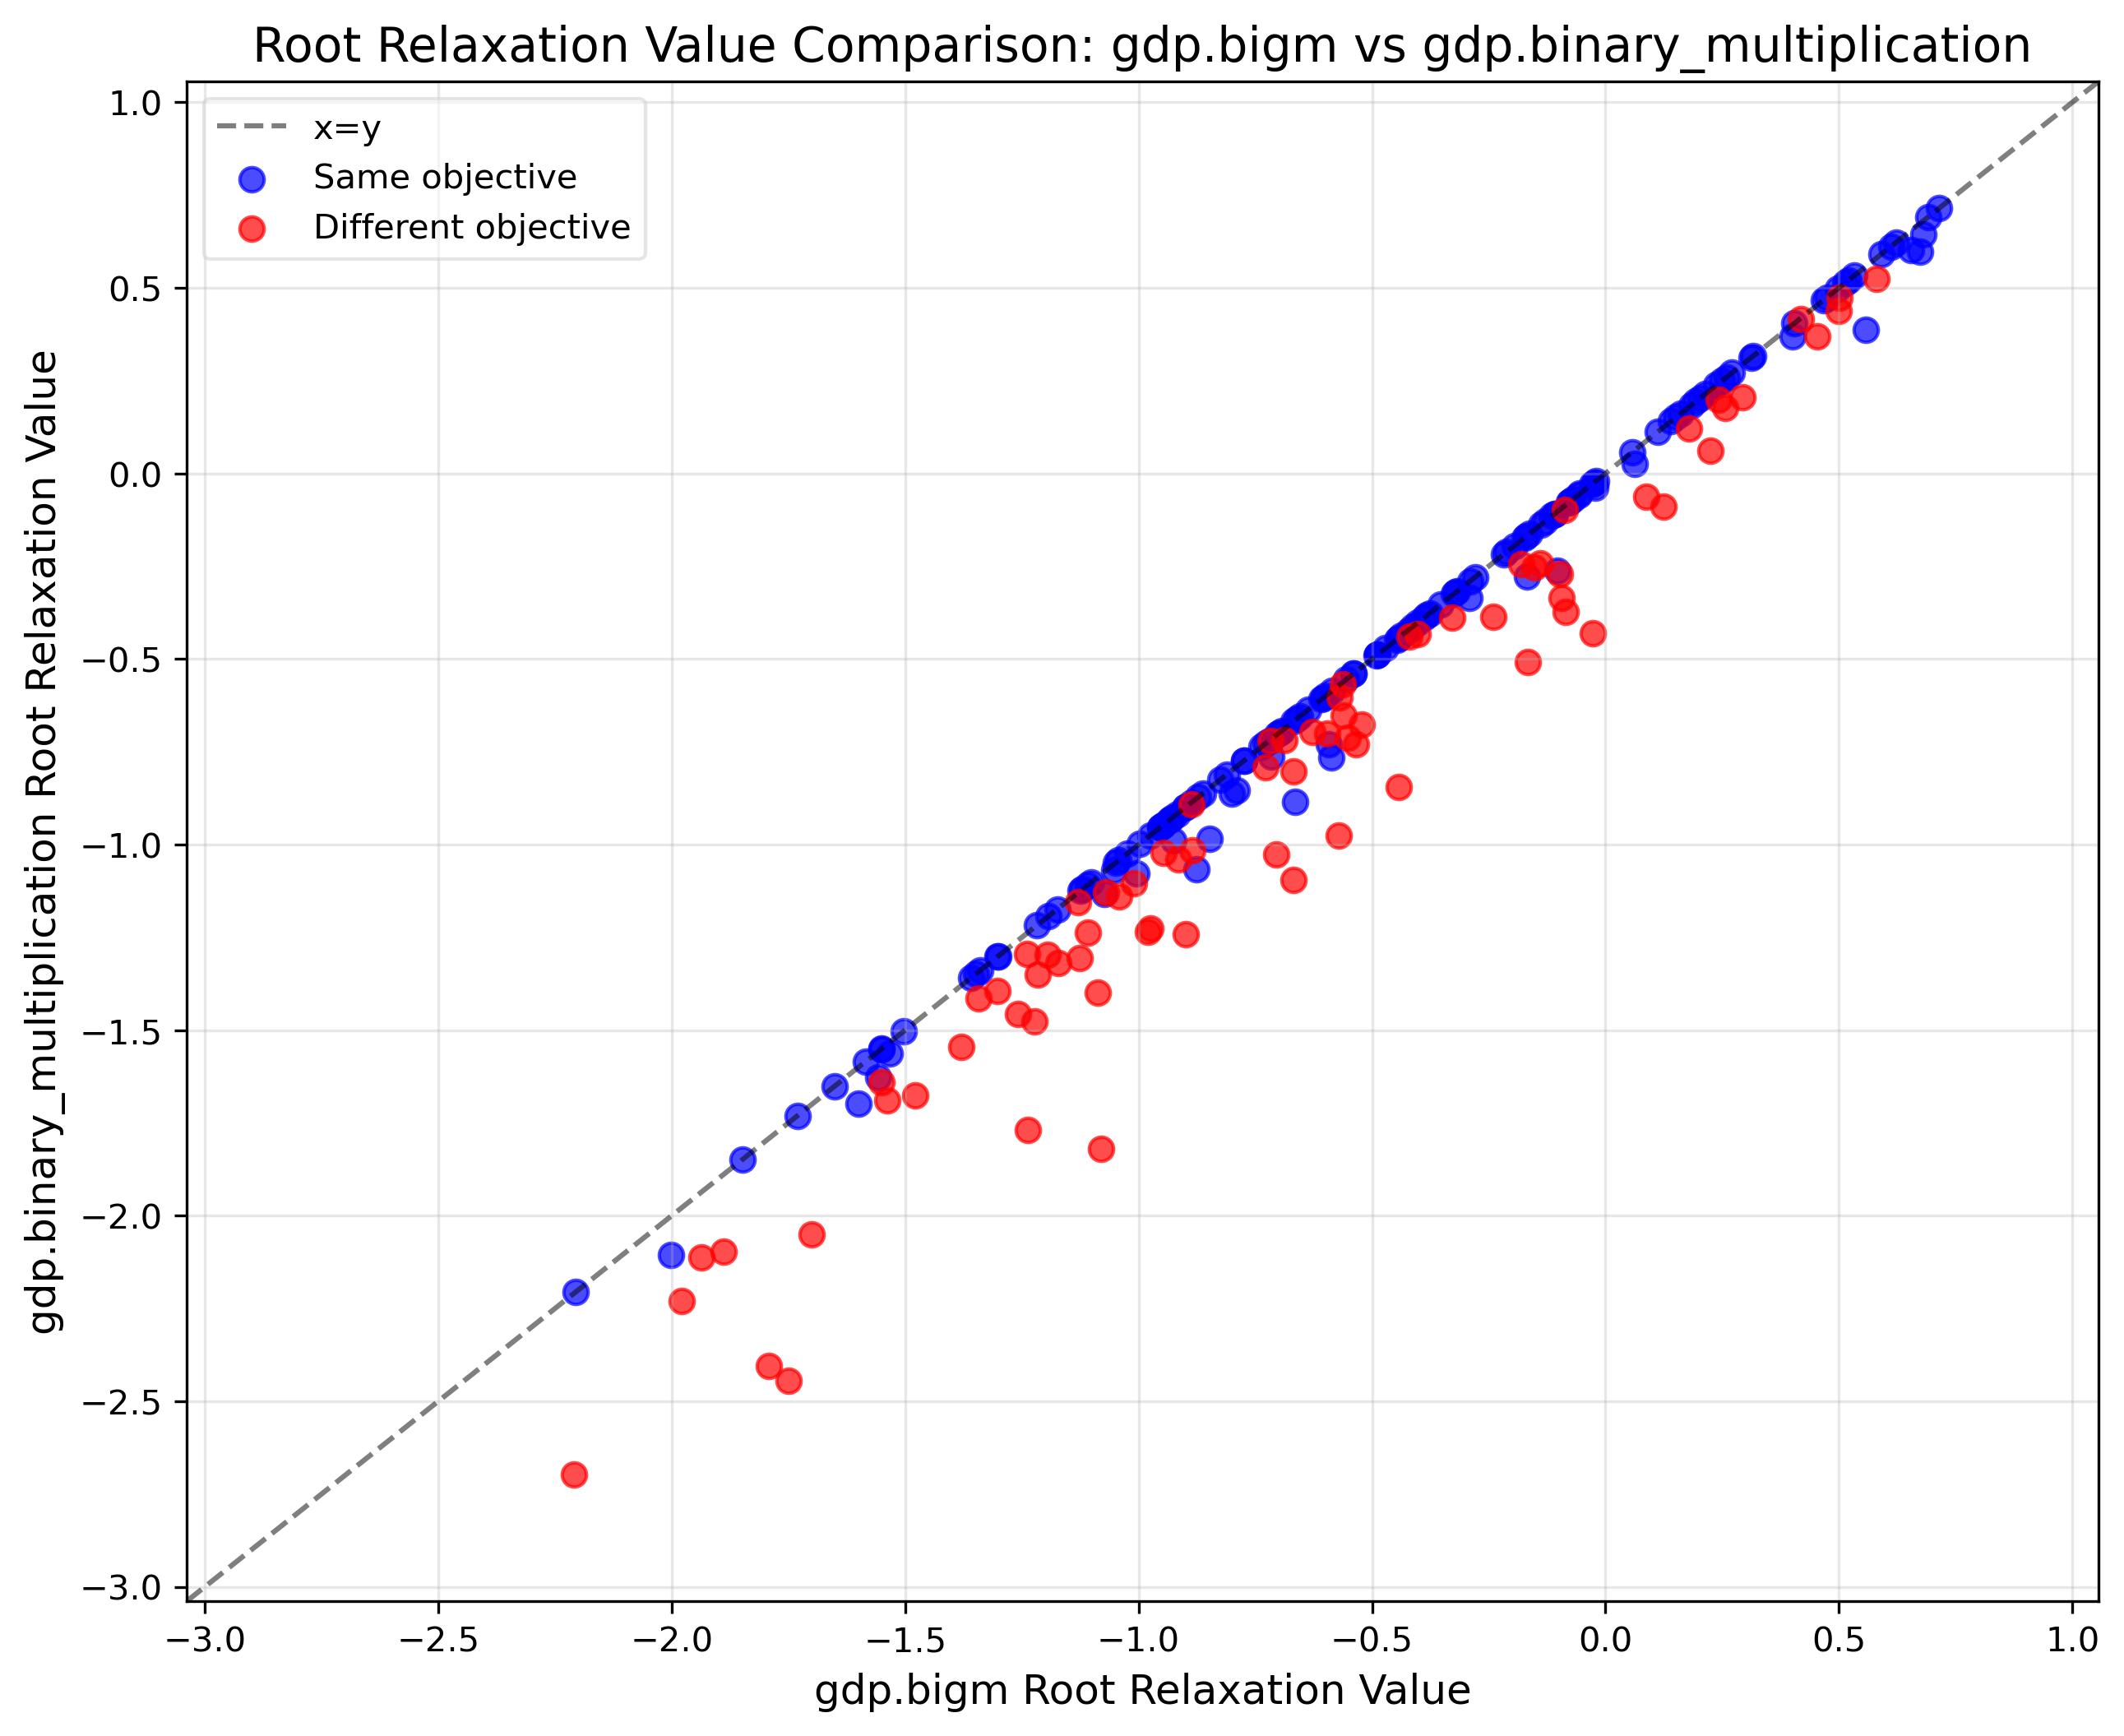 Root Relaxation Value Comparison: gdp.bigm vs gdp.binary_multiplication
x=y
Same objective
Different objective
gdp.binary_multiplication Root Relaxation Value
1.0
0.5
0.0
−0.5
−1.0
−1.5
−2.0
−2.5
−3.0
−3.0 −2.5 −2.0 −1.5 −1.0 −0.5 0.0 0.5 1.0
gdp.bigm Root Relaxation Value